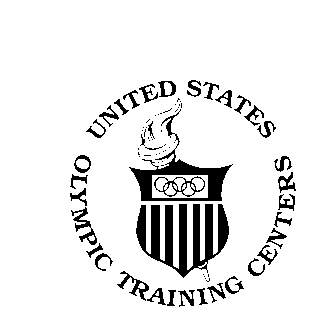 UNITED STATES
OLYMPIC TRAINING CENTERS